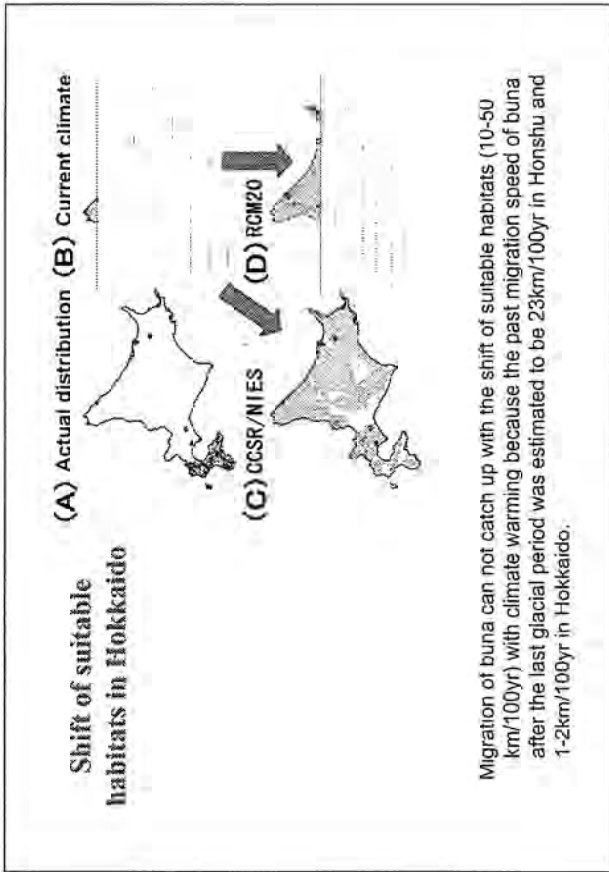 Shift of suitable
habitats in Hokkaido
(A) Actual distribution (B) Current climate
(C) CCSR/NIES
(D) RCM20
Migration of buna can not catch up with the shift of suitable habitats (10-50
km/100yr) with climate warming because the past migration speed of buna
after the last glacial period was estimated to be 23km/100yr in Honshu and
1-2km/100yr in Hokkaido.